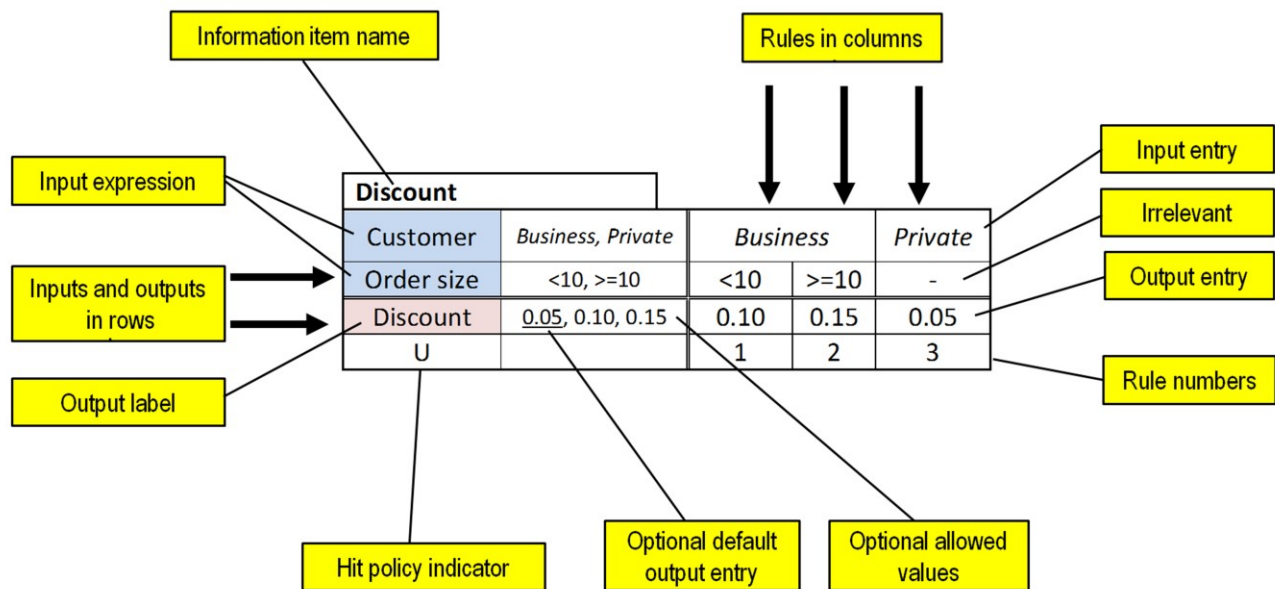 Information item name
Rules in columns
Input expression
Input entry
Irrelevant
Inputs and outputs
in rows
Output entry
Output label
Rule numbers
Discount
Customer Business, Private Business Private
Order size <10, >=10 <10 >=10 -
Discount 0.05, 0.10, 0.15 0.10 0.15 0.05
U 1 2 3
Hit policy indicator
Optional default
output entry
Optional allowed
values